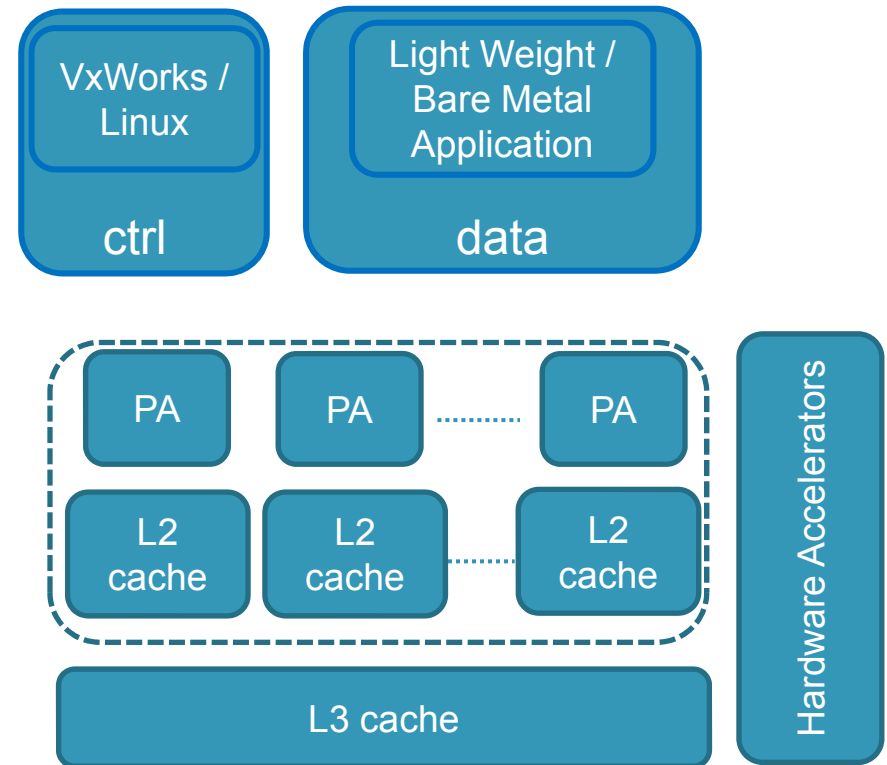 VxWorks /
Linux
ctrl
Light Weight /
Bare Metal
Application
data
PA
PA
PA
L2
cache
L2
cache
L2
cache
L3 cache
Hardware Accelerators